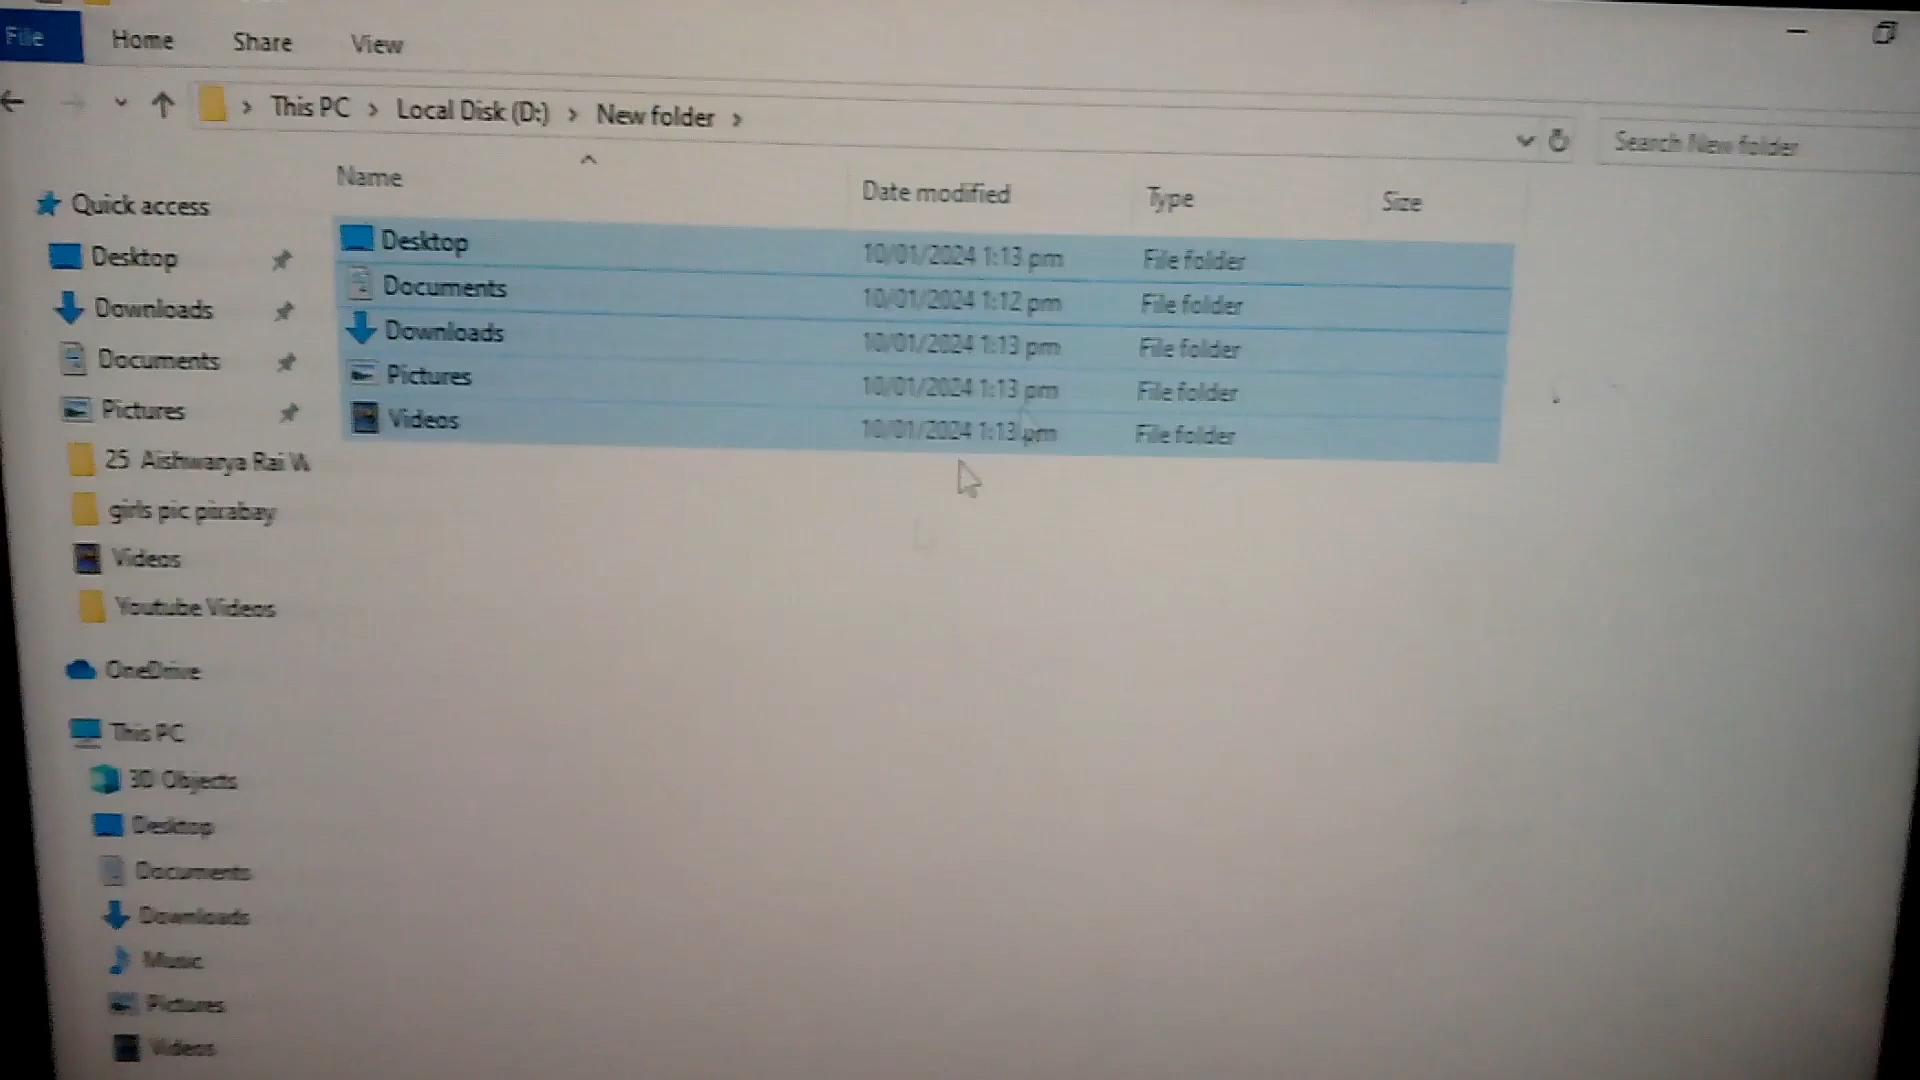 File Home Share View
This PC > Local Disk (D:) > New folder >
Search New folder
Name Date modified Type Size
Desktop 10/01/2024 1:13 pm File folder
Documents 10/01/2024 1:12 pm File folder
Downloads 10/01/2024 1:13 pm File folder
Pictures 10/01/2024 1:13 pm File folder
Videos 10/01/2024 1:13 pm File folder
Quick access
Desktop
Downloads
Documents
Pictures
25 Aishwarya Rai W
girls pic pixabay
Videos
Youtube Videos
OneDrive
This PC
3D Objects
Desktop
Documents
Downloads
Music
Pictures
Videos